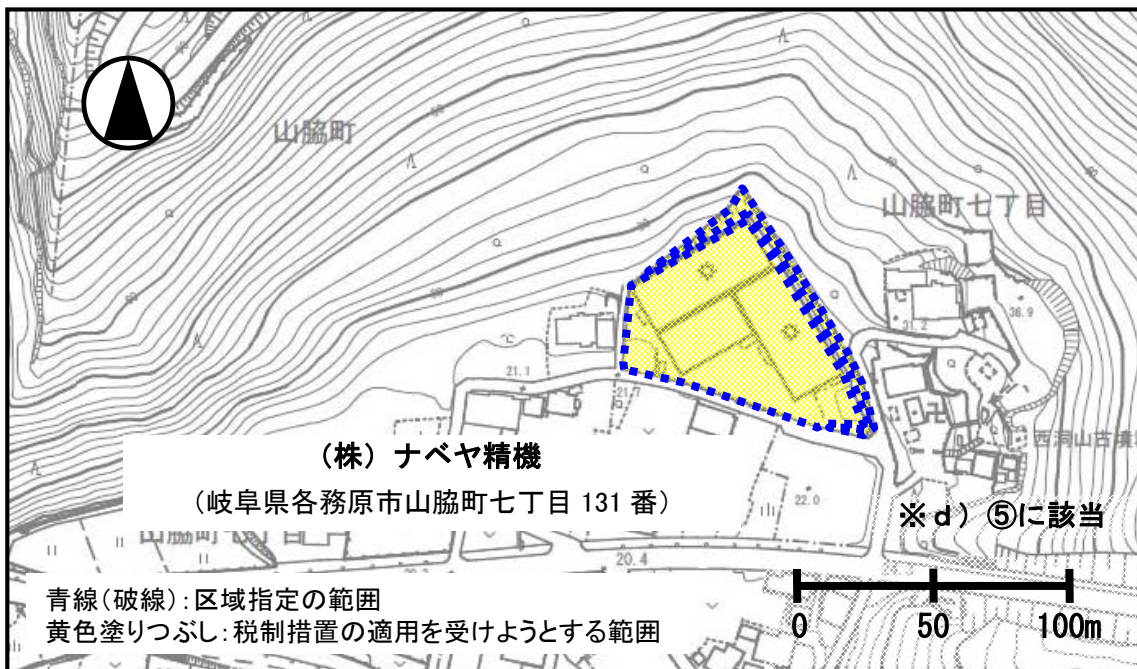 山脇町
山脇町七丁目
31.2
36.9
21.1
21.7
西洞山古墳
(株) ナベヤ精機
(岐阜県各務原市山脇町七丁目 131 番)
22.0
※d) ⑤に該当
20.4
青線(破線):区域指定の範囲
黄色塗りつぶし:税制措置の適用を受けようとする範囲
0 50 100m